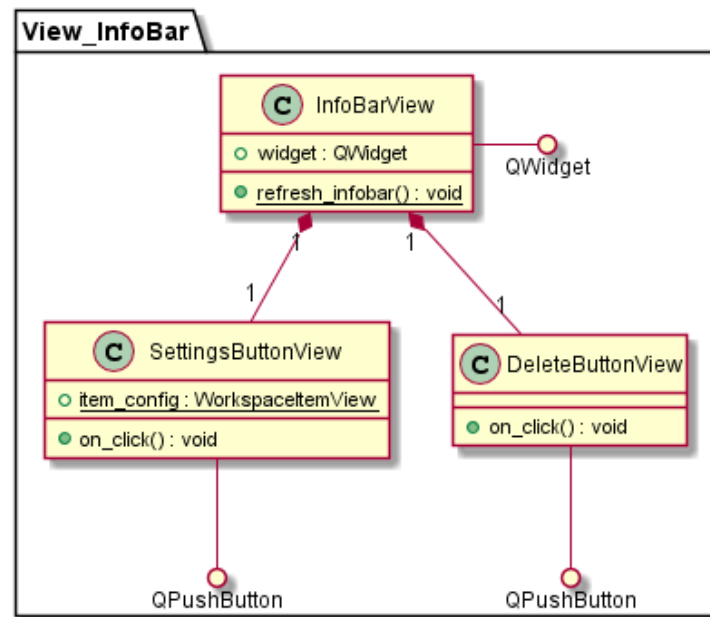 View_InfoBar
C InfoBarView
widget : QWidget
refresh_infobar() : void
QWidget
1
1
1
1
C SettingsButtonView
item_config : WorkspaceItemView
on_click() : void
C DeleteButtonView
on_click() : void
QPushButton
QPushButton